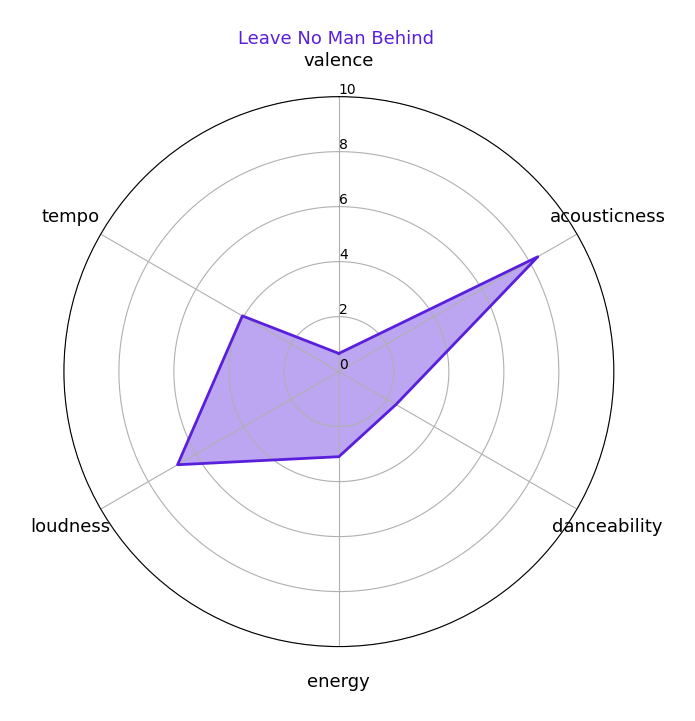 Leave No Man Behind
valence
10
8
6
4
2
0
tempo
acousticness
loudness
danceability
energy